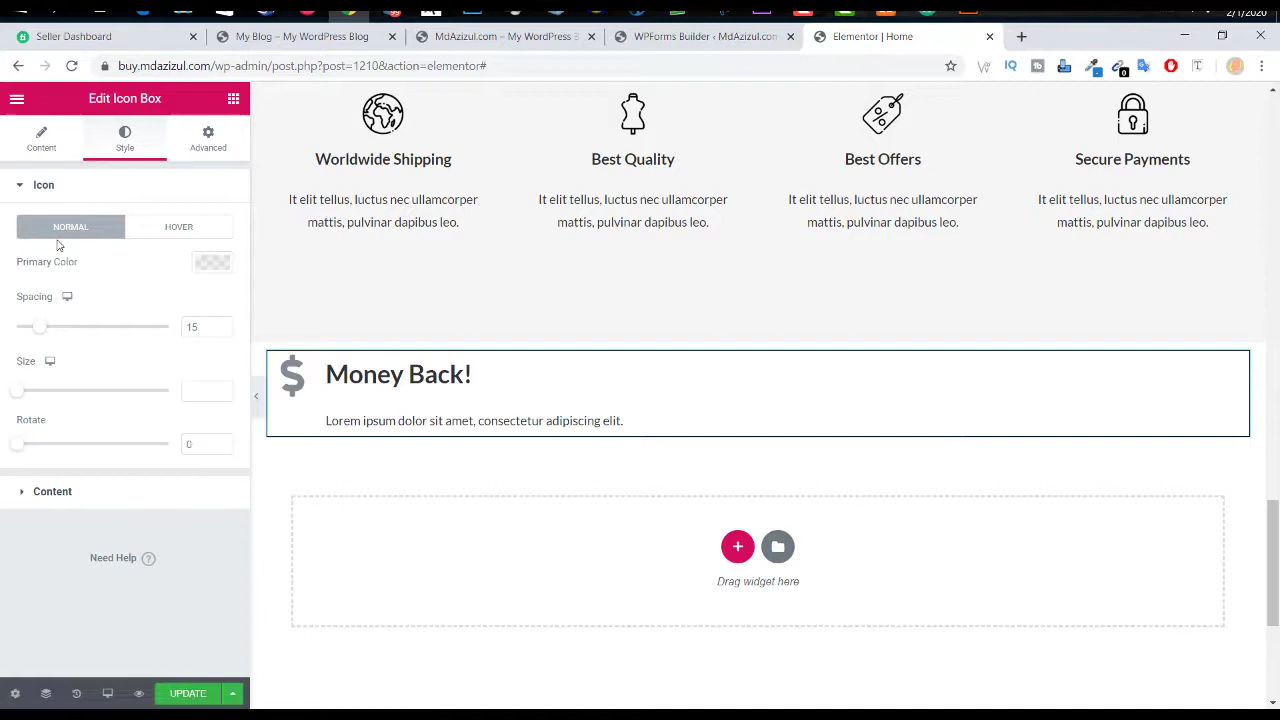 2/1/2020
Seller Dashboard
My Blog – My WordPress Blog
MdAzizul.com – My WordPress B
WPForms Builder ‹ MdAzizul.com
Elementor | Home
buy.mdazizul.com/wp-admin/post.php?post=1210&action=elementor#
Edit Icon Box
Content
Style
Advanced
Icon
NORMAL
HOVER
Primary Color
Spacing
15
Size
Rotate
0
Content
Need Help ?
UPDATE
Worldwide Shipping
Best Quality
Best Offers
Secure Payments
It elit tellus, luctus nec ullamcorper
mattis, pulvinar dapibus leo.
It elit tellus, luctus nec ullamcorper
mattis, pulvinar dapibus leo.
It elit tellus, luctus nec ullamcorper
mattis, pulvinar dapibus leo.
It elit tellus, luctus nec ullamcorper
mattis, pulvinar dapibus leo.
$
Money Back!
Lorem ipsum dolor sit amet, consectetur adipiscing elit.
Drag widget here